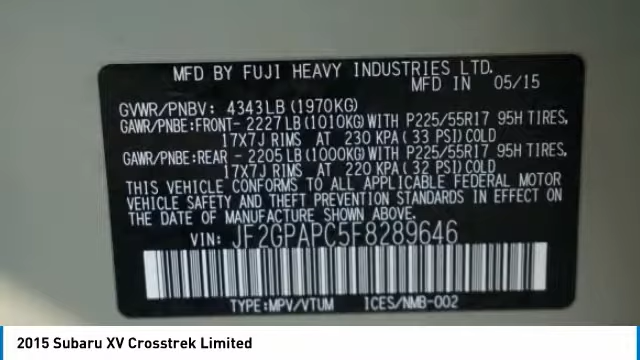 MFD BY FUJI HEAVY INDUSTRIES LTD.
MFD IN 05/15
GVWR/PNBV: 4343LB (1970KG)
GAWR/PNBE:FRONT- 2227LB (1010KG) WITH P225/55R17 95H TIRES,
17X7J RIMS AT 230 KPA (33 PSI) COLD
GAWR/PNBE:REAR - 2205LB (1000KG) WITH P225/55R17 95H TIRES,
17X7J RIMS AT 220 KPA (32 PSI) COLD
THIS VEHICLE CONFORMS TO ALL APPLICABLE FEDERAL MOTOR
VEHICLE SAFETY AND THEFT PREVENTION STANDARDS IN EFFECT ON
THE DATE OF MANUFACTURE SHOWN ABOVE.
VIN: JF2GPAPC5F8289646
TYPE:MPV/VTUM ICES/NMB-002
2015 Subaru XV Crosstrek Limited